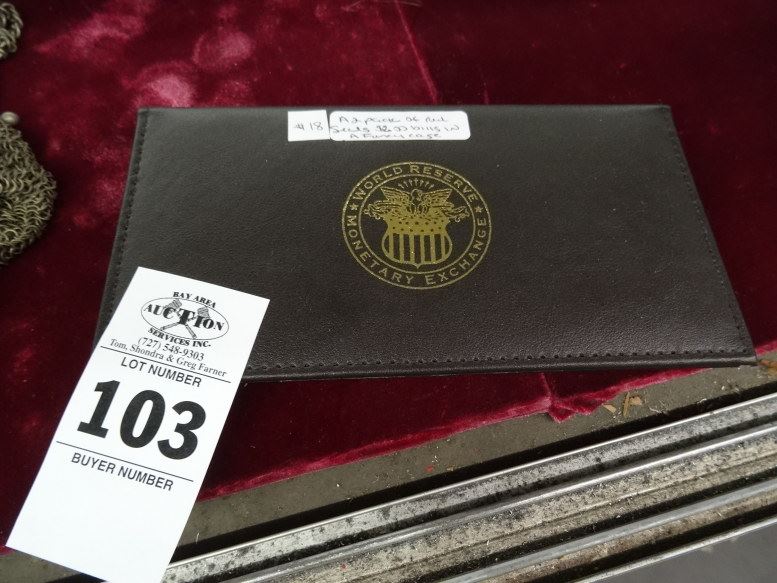 #18
A 2 pack of Red
Seals $2.00 bills w
A Fancy case
WORLD RESERVE
MONETARY EXCHANGE
BAY AREA
AUCTION
SERVICES INC.
(727) 548-9303
Tom, Shondra & Greg Farner
LOT NUMBER
103
BUYER NUMBER